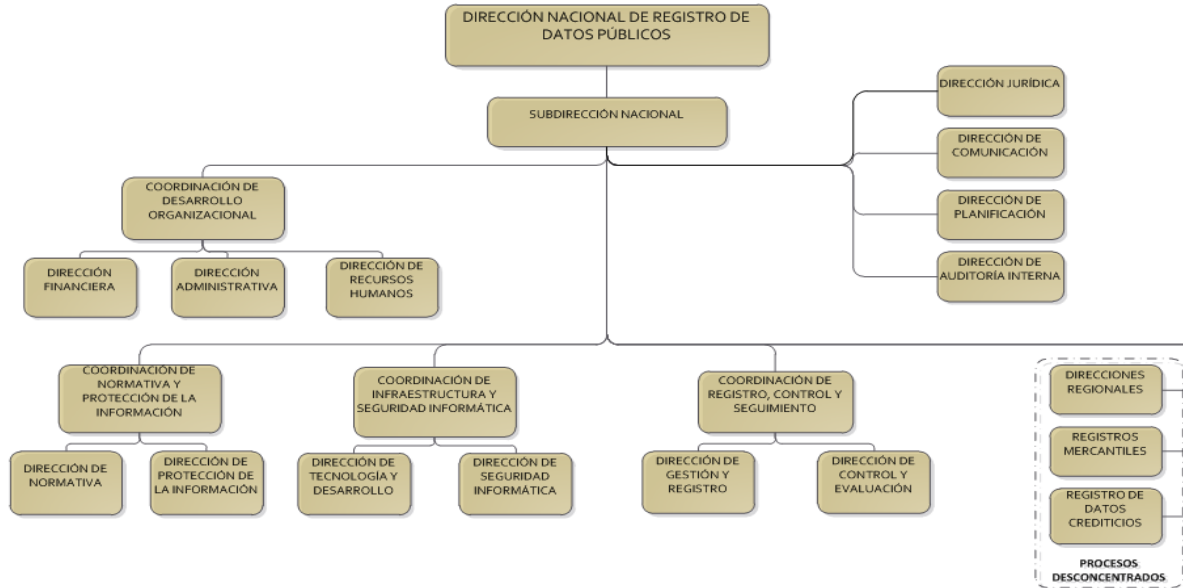 DIRECCIÓN NACIONAL DE REGISTRO DE
DATOS PÚBLICOS
SUBDIRECCIÓN NACIONAL
DIRECCIÓN JURÍDICA
DIRECCIÓN DE
COMUNICACIÓN
DIRECCIÓN DE
PLANIFICACIÓN
DIRECCIÓN DE
AUDITORÍA INTERNA
COORDINACIÓN DE
DESARROLLO
ORGANIZACIONAL
DIRECCIÓN
FINANCIERA
DIRECCIÓN
ADMINISTRATIVA
DIRECCIÓN DE
RECURSOS
HUMANOS
COORDINACIÓN DE
NORMATIVA Y
PROTECCIÓN DE LA
INFORMACIÓN
DIRECCIÓN DE
NORMATIVA
DIRECCIÓN DE
PROTECCIÓN DE
LA INFORMACIÓN
COORDINACIÓN DE
INFRAESTRUCTURA Y
SEGURIDAD INFORMÁTICA
DIRECCIÓN DE
TECNOLOGÍA Y
DESARROLLO
DIRECCIÓN DE
SEGURIDAD
INFORMÁTICA
COORDINACIÓN DE
REGISTRO, CONTROL Y
SEGUIMIENTO
DIRECCIÓN DE
GESTIÓN Y
REGISTRO
DIRECCIÓN DE
CONTROL Y
EVALUACIÓN
DIRECCIONES
REGIONALES
REGISTROS
MERCANTILES
REGISTRO DE
DATOS
CREDITICIOS
PROCESOS
DESCONCENTRADOS